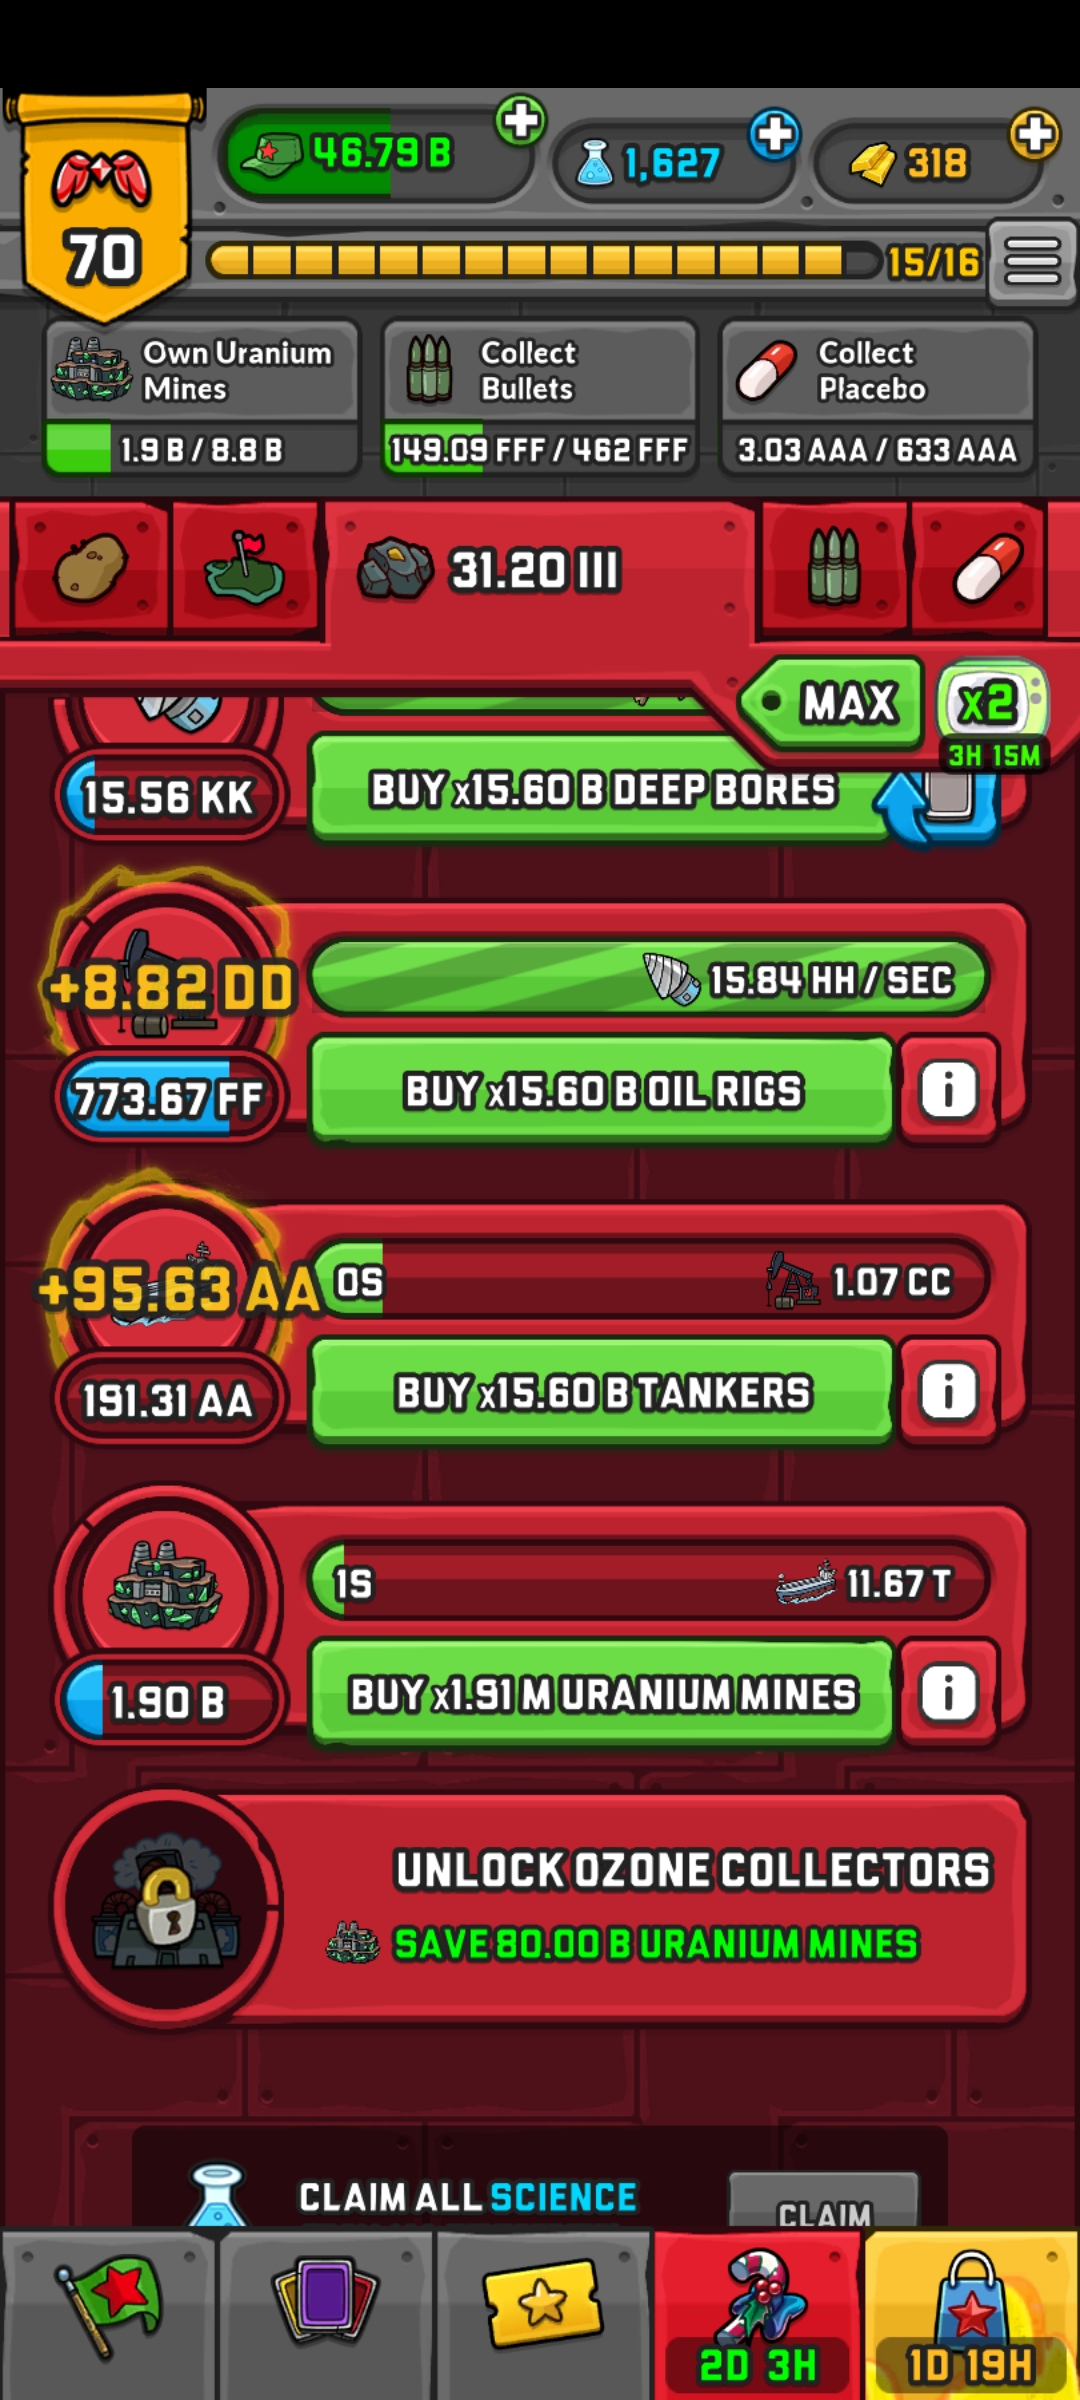 46.79 B
1,627
318
70
15/16
Own Uranium
Mines
1.9 B / 8.8 B
Collect
Bullets
149.09 FFF / 462 FFF
Collect
Placebo
3.03 AAA / 633 AAA
31.20 III
MAX
x2
3H 15M
15.56 KK
BUY x15.60 B DEEP BORES
+8.82 DD
15.84 HH / SEC
773.67 FF
BUY x15.60 B OIL RIGS
i
+95.63 AA
0S
1.07 CC
191.31 AA
BUY x15.60 B TANKERS
i
1S
11.67 T
1.90 B
BUY x1.91 M URANIUM MINES
i
UNLOCK OZONE COLLECTORS
SAVE 80.00 B URANIUM MINES
CLAIM ALL SCIENCE
CLAIM
2D 3H
1D 19H